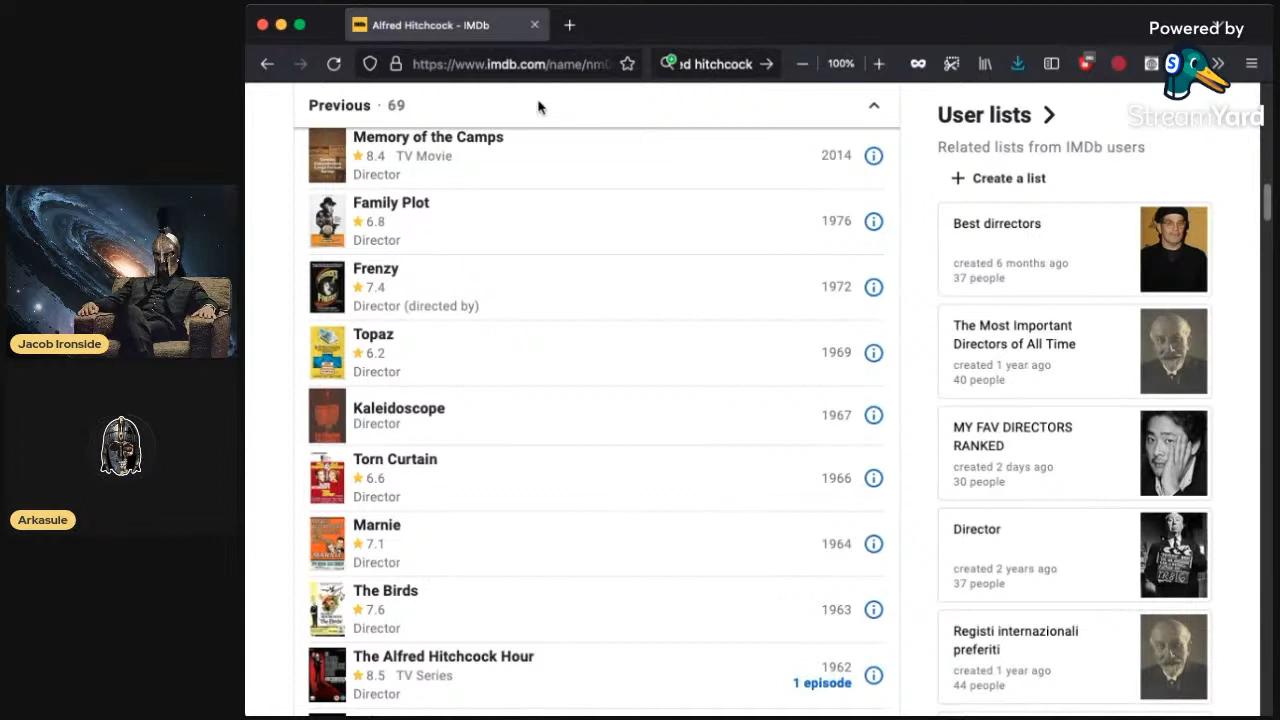 Alfred Hitchcock - IMDb
Powered by
StreamYard
https://www.imdb.com/name/nm0
ed hitchcock
100%
Previous · 69
Memory of the Camps
8.4 TV Movie
2014
Director
Family Plot
6.8
1976
Director
Frenzy
7.4
1972
Director (directed by)
Topaz
6.2
1969
Director
Kaleidoscope
1967
Director
Torn Curtain
6.6
1966
Director
Marnie
7.1
1964
Director
The Birds
7.6
1963
Director
The Alfred Hitchcock Hour
1962
8.5 TV Series
1 episode
Director
User lists
Related lists from IMDb users
Create a list
Best dirrectors
created 6 months ago
37 people
The Most Important
Directors of All Time
created 1 year ago
40 people
MY FAV DIRECTORS
RANKED
created 2 days ago
30 people
Director
created 2 years ago
37 people
Registi internazionali
preferiti
created 1 year ago
44 people
Jacob Ironside
Arkasule